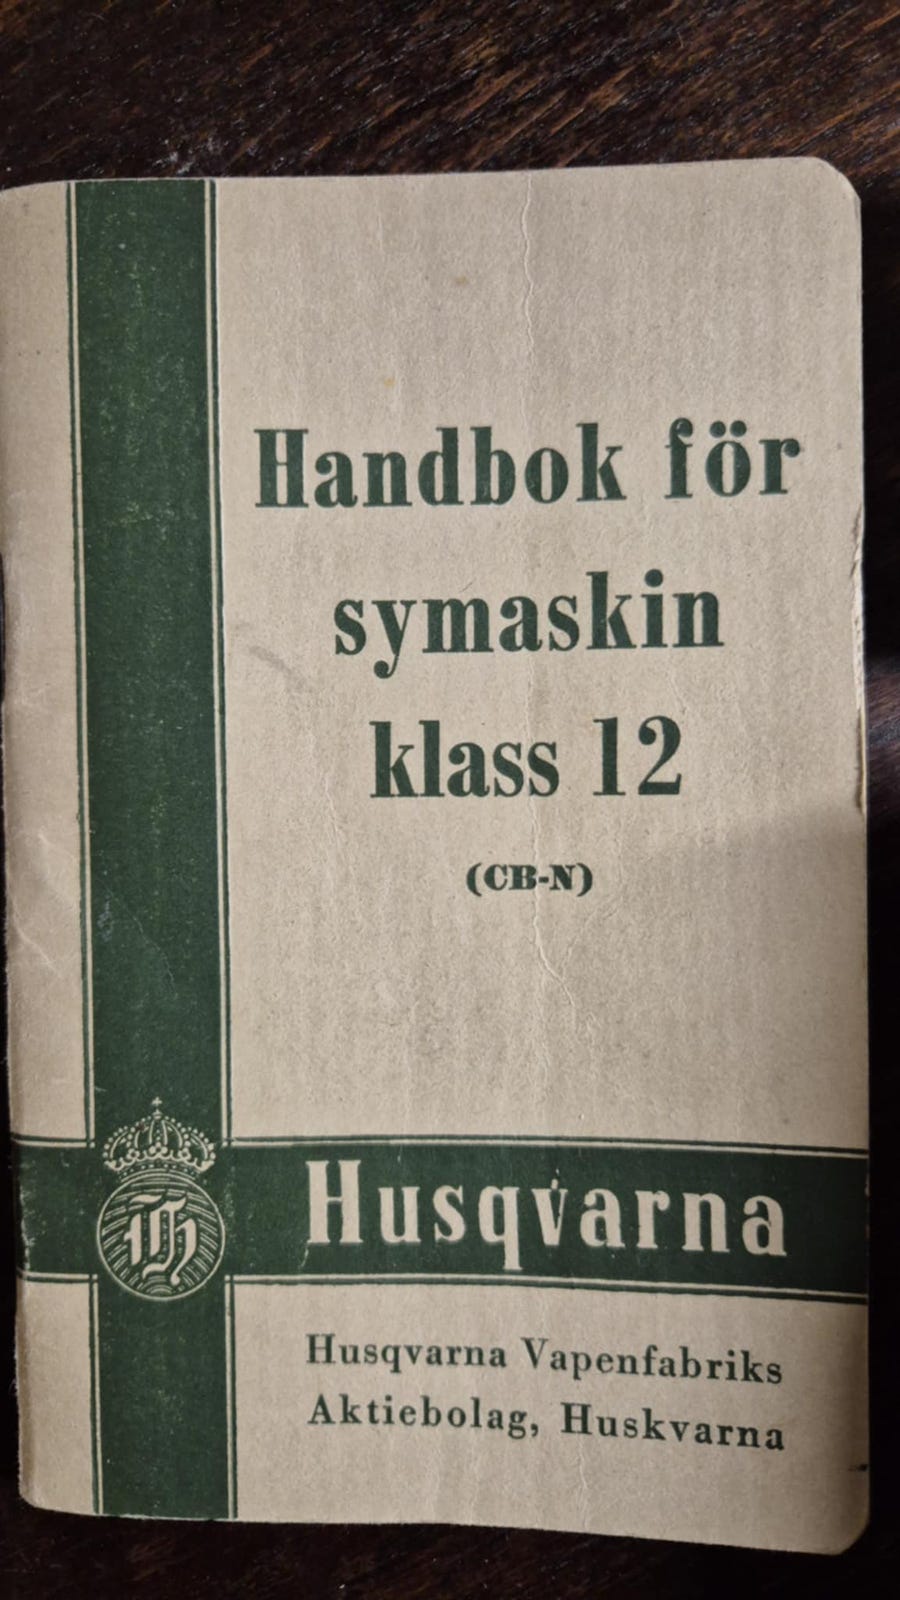 Handbok för
symaskin
klass 12
(CB-N)
Husqvarna
Husqvarna Vapenfabriks
Aktiebolag, Huskvarna